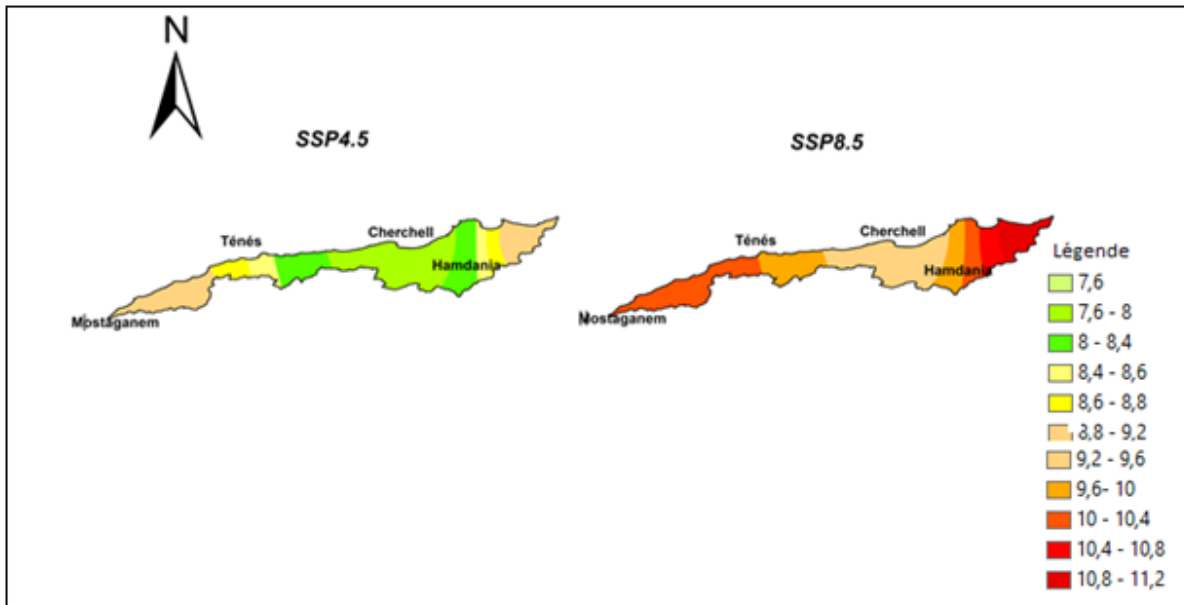 N
SSP4.5
SSP8.5
Ténés
Cherchell
Hamdania
Mostaganem
Ténés
Cherchell
Hamdania
Mostaganem
Légende
7,6
7,6 - 8
8 - 8,4
8,4 - 8,6
8,6 - 8,8
8,8 - 9,2
9,2 - 9,6
9,6- 10
10 - 10,4
10,4 - 10,8
10,8 - 11,2